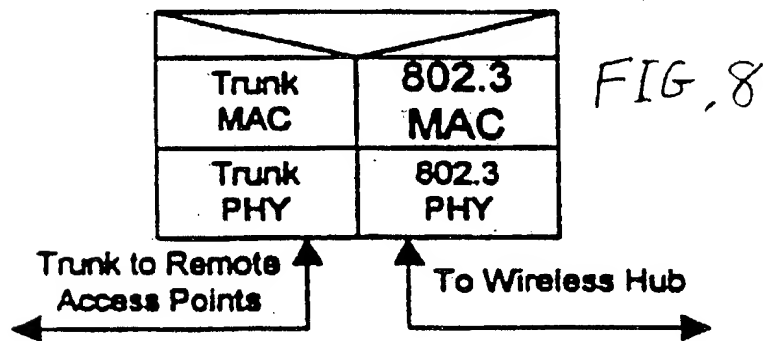 Trunk
MAC
802.3
MAC
FIG. 8
Trunk
PHY
802.3
PHY
Trunk to Remote
Access Points
To Wireless Hub